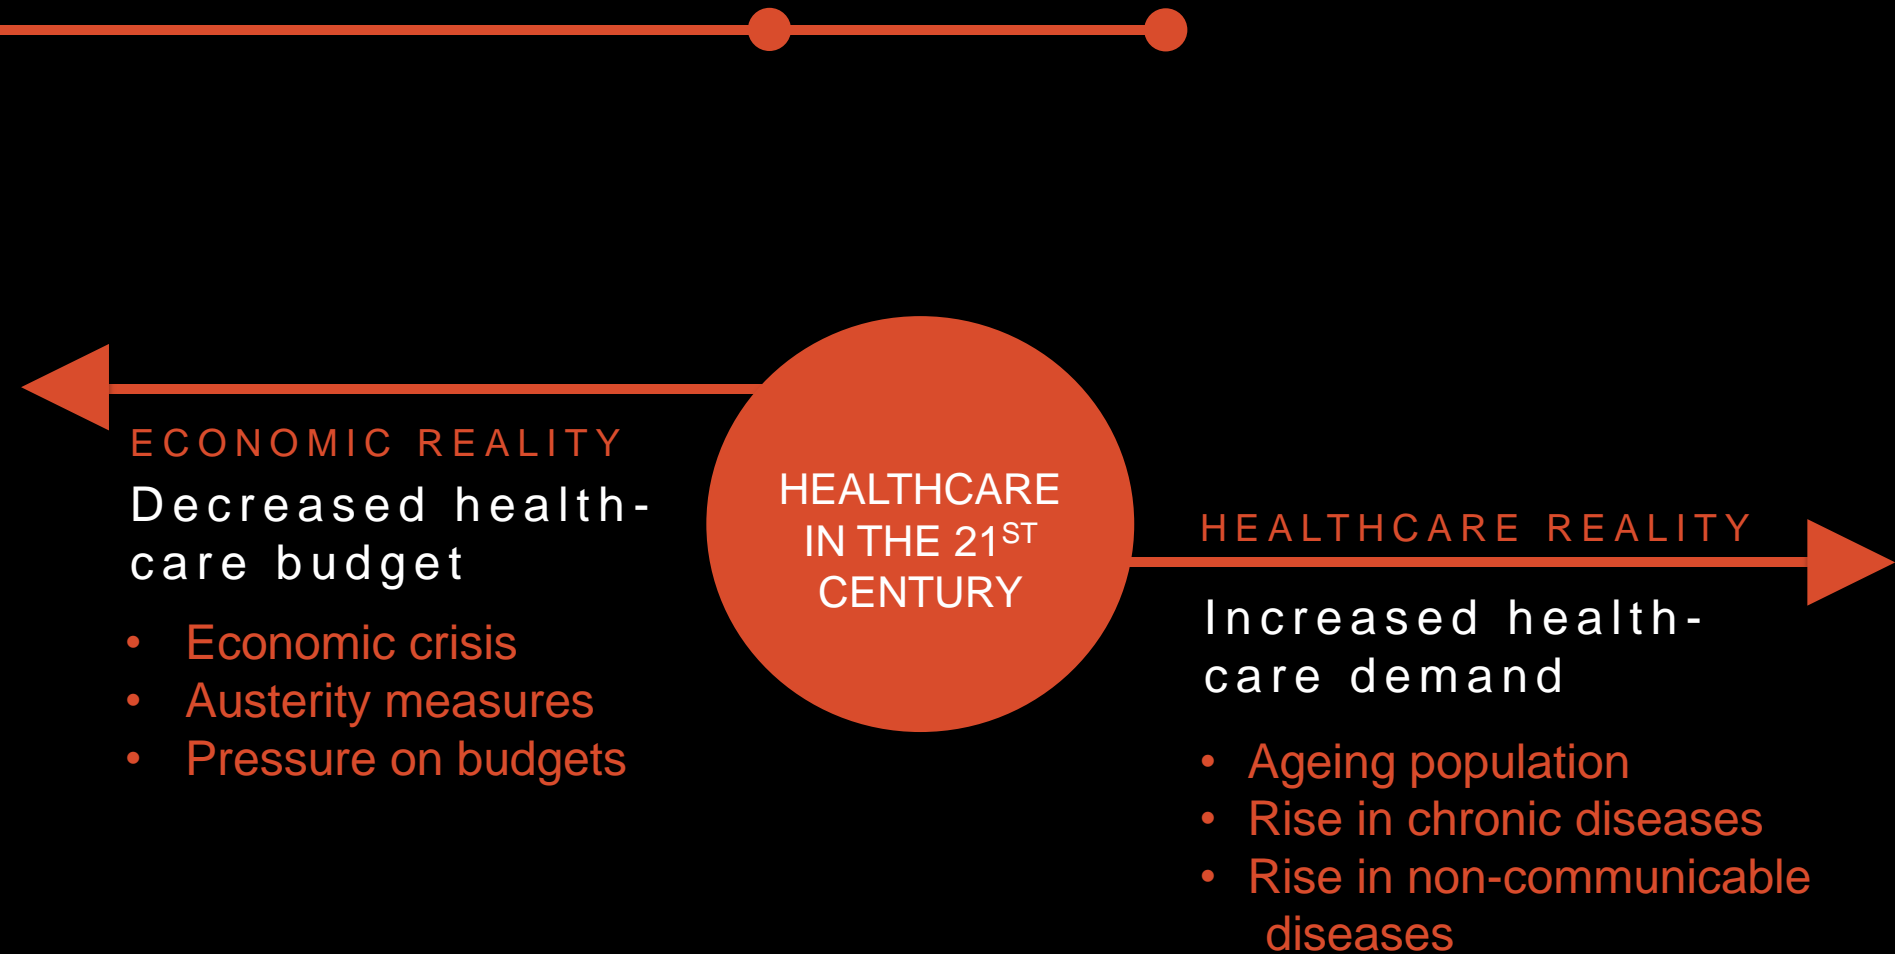 ECONOMIC REALITY
Decreased health-
care budget
• Economic crisis
• Austerity measures
• Pressure on budgets
HEALTHCARE
IN THE 21ST
CENTURY
HEALTHCARE REALITY
Increased health-
care demand
• Ageing population
• Rise in chronic diseases
• Rise in non-communicable
diseases